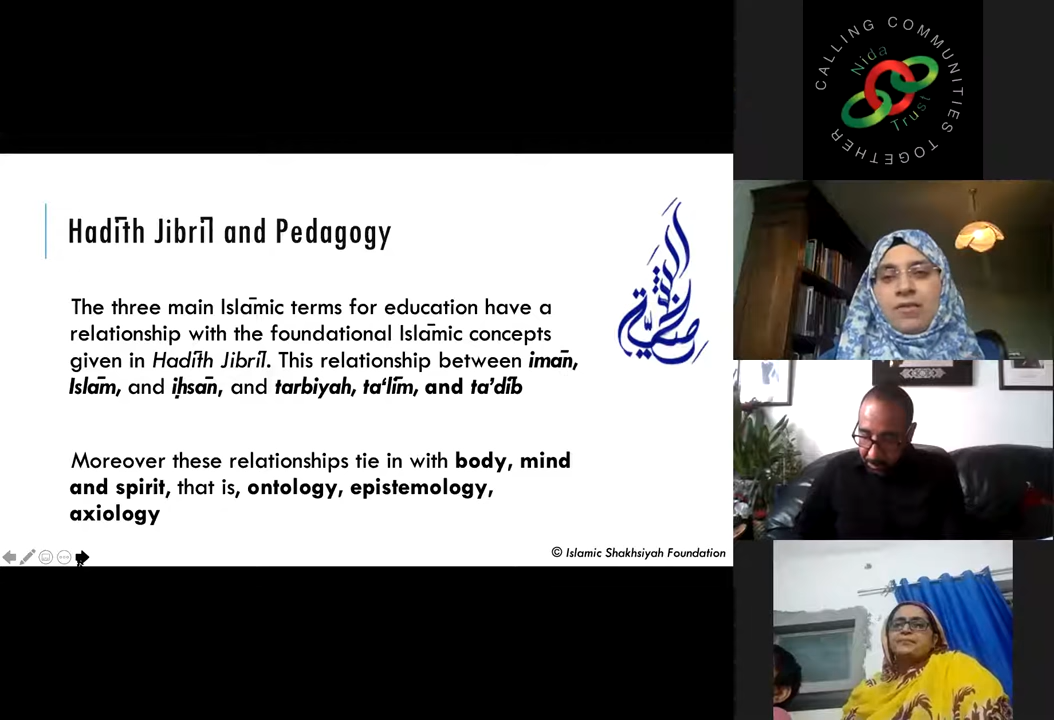 Hadīth Jibrīl and Pedagogy
The three main Islāmic terms for education have a
relationship with the foundational Islāmic concepts
given in Hadīth Jibrīl. This relationship between imān,
Islām, and iḥsān, and tarbiyah, ta‘līm, and ta’dīb
Moreover these relationships tie in with body, mind
and spirit, that is, ontology, epistemology,
axiology
© Islamic Shakhsiyah Foundation
CALLING COMMUNITIES
Nida
Trust
TOGETHER